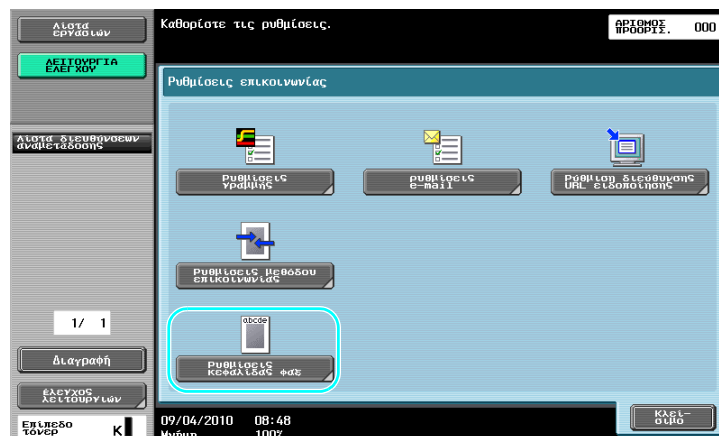 Λίστα
εργασιών
Καθορίστε τις ρυθμίσεις.
ΑΡΙΘΜΟΣ
ΠΡΟΟΡΙΣ. 000
ΛΕΙΤΟΥΡΓΙΑ
ΕΛΕΓΧΟΥ
Ρυθμίσεις επικοινωνίας
Λίστα διευθύνσεων
αναμετάδοσης
Ρυθμίσεις
γραμμής
ρυθμίσεις
e-mail
Ρύθμιση διεύθυνσης
URL ειδοποίησης
Ρυθμίσεις μεθόδου
επικοινωνίας
abcde
1/ 1
Ρυθμίσεις
κεφαλίδας φαξ
Διαγραφή
έλεγχος
λειτουργιών
Επίπεδο
τόνερ K
09/04/2010 08:48
Μνήμη 100%
Κλεί-
σιμο